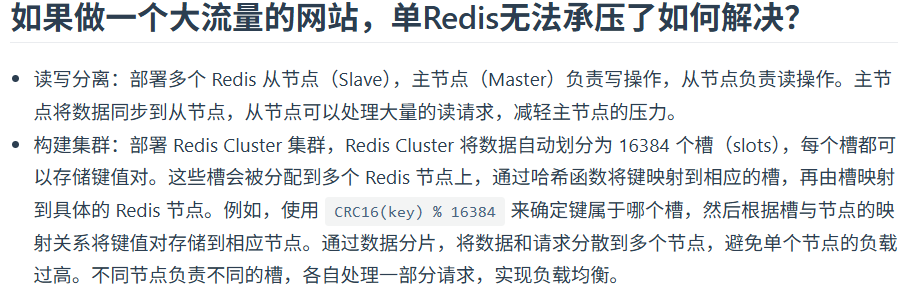 如果做一个大流量的网站，单Redis无法承压了如何解决？
• 读写分离：部署多个 Redis 从节点（Slave），主节点（Master）负责写操作，从节点负责读操作。主节
点将数据同步到从节点，从节点可以处理大量的读请求，减轻主节点的压力。
• 构建集群：部署 Redis Cluster 集群，Redis Cluster 将数据自动划分为 16384 个槽（slots），每个槽都可
以存储键值对。这些槽会被分配到多个 Redis 节点上，通过哈希函数将键映射到相应的槽，再由槽映射
到具体的 Redis 节点。例如，使用 CRC16(key) % 16384 来确定键属于哪个槽，然后根据槽与节点的映
射关系将键值对存储到相应节点。通过数据分片，将数据和请求分散到多个节点，避免单个节点的负载
过高。不同节点负责不同的槽，各自处理一部分请求，实现负载均衡。